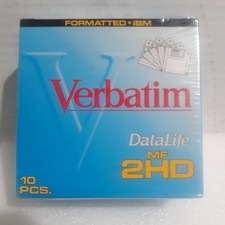 FORMATTED • IBM
Verbatim
DataLife
MF
2HD
10
PCS.